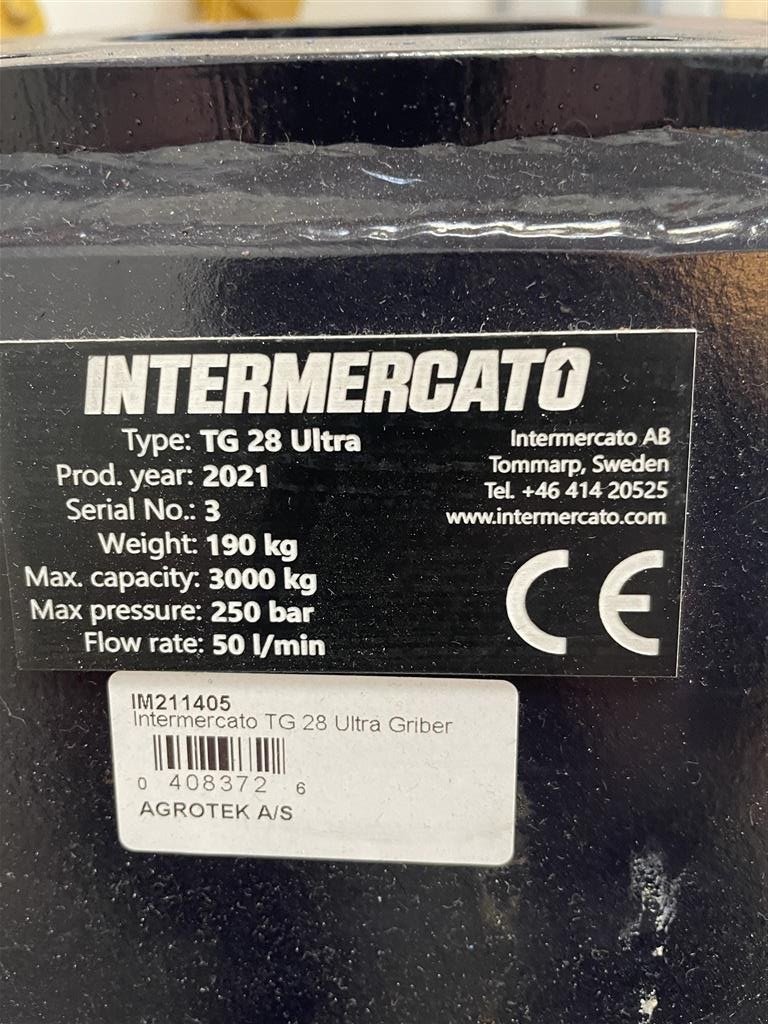 INTERMERCATO
Type: TG 28 Ultra
Prod. year: 2021
Serial No.: 3
Weight: 190 kg
Max. capacity: 3000 kg
Max pressure: 250 bar
Flow rate: 50 l/min
Intermercato AB
Tommarp, Sweden
Tel. +46 414 20525
www.intermercato.com
CE
IM211405
Intermercato TG 28 Ultra Griber
0 408372 6
AGROTEK A/S